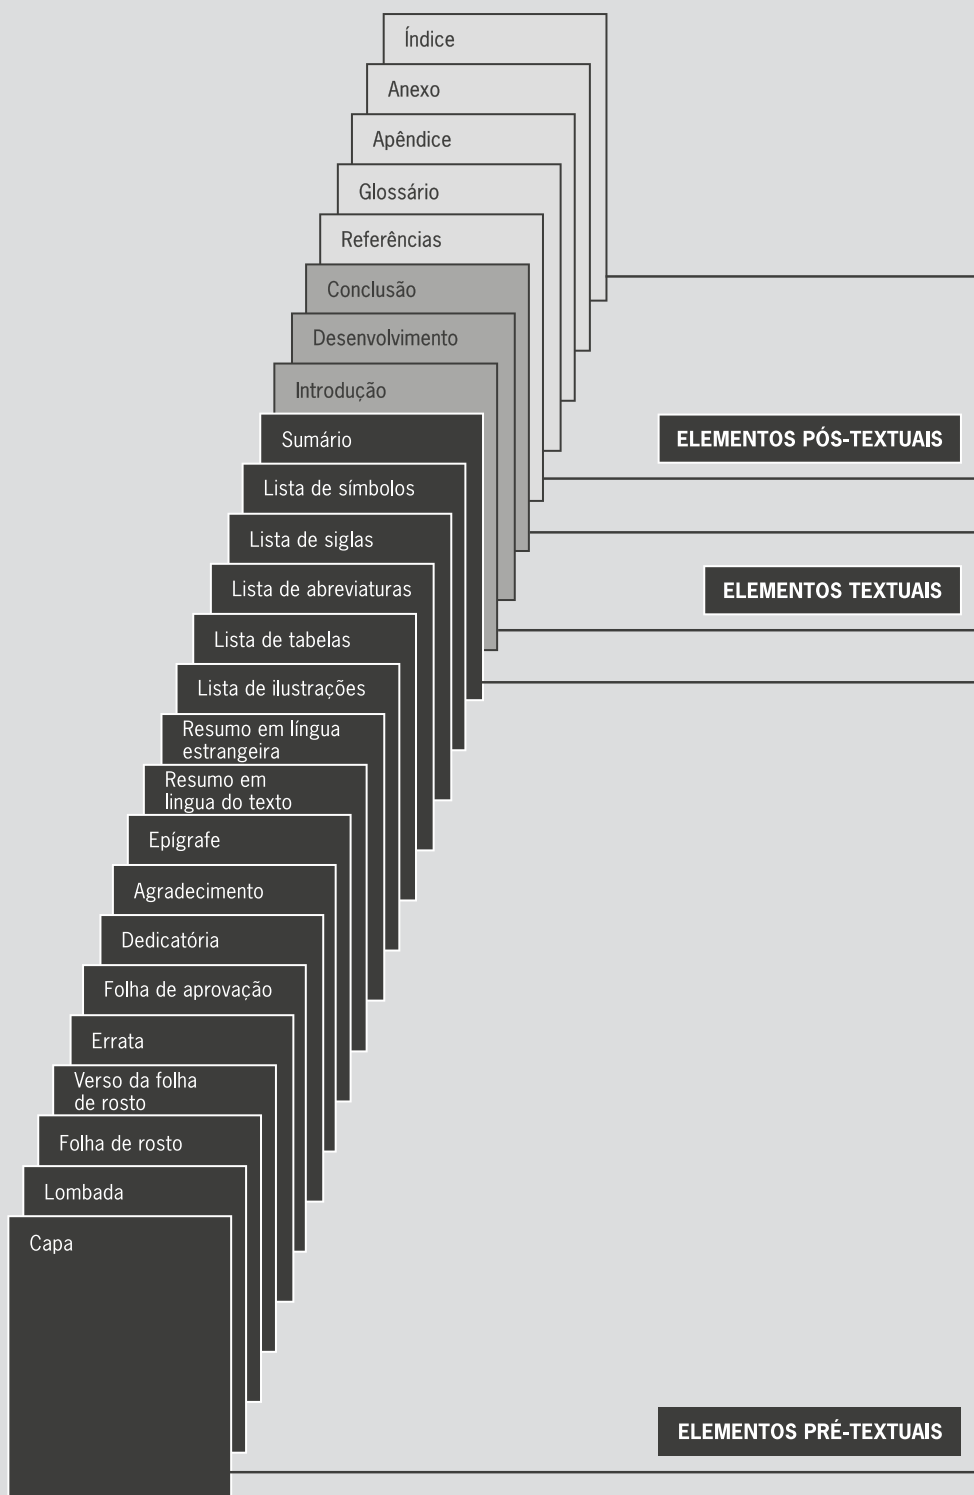 Índice
Anexo
Apêndice
Glossário
Referências
Conclusão
Desenvolvimento
Introdução
Sumário
ELEMENTOS PÓS-TEXTUAIS
Lista de símbolos
Lista de siglas
Lista de abreviaturas
ELEMENTOS TEXTUAIS
Lista de tabelas
Lista de ilustrações
Resumo em língua
estrangeira
Resumo em
lingua do texto
Epígrafe
Agradecimento
Dedicatória
Folha de aprovação
Errata
Verso da folha
de rosto
Folha de rosto
Lombada
Capa
ELEMENTOS PRÉ-TEXTUAIS